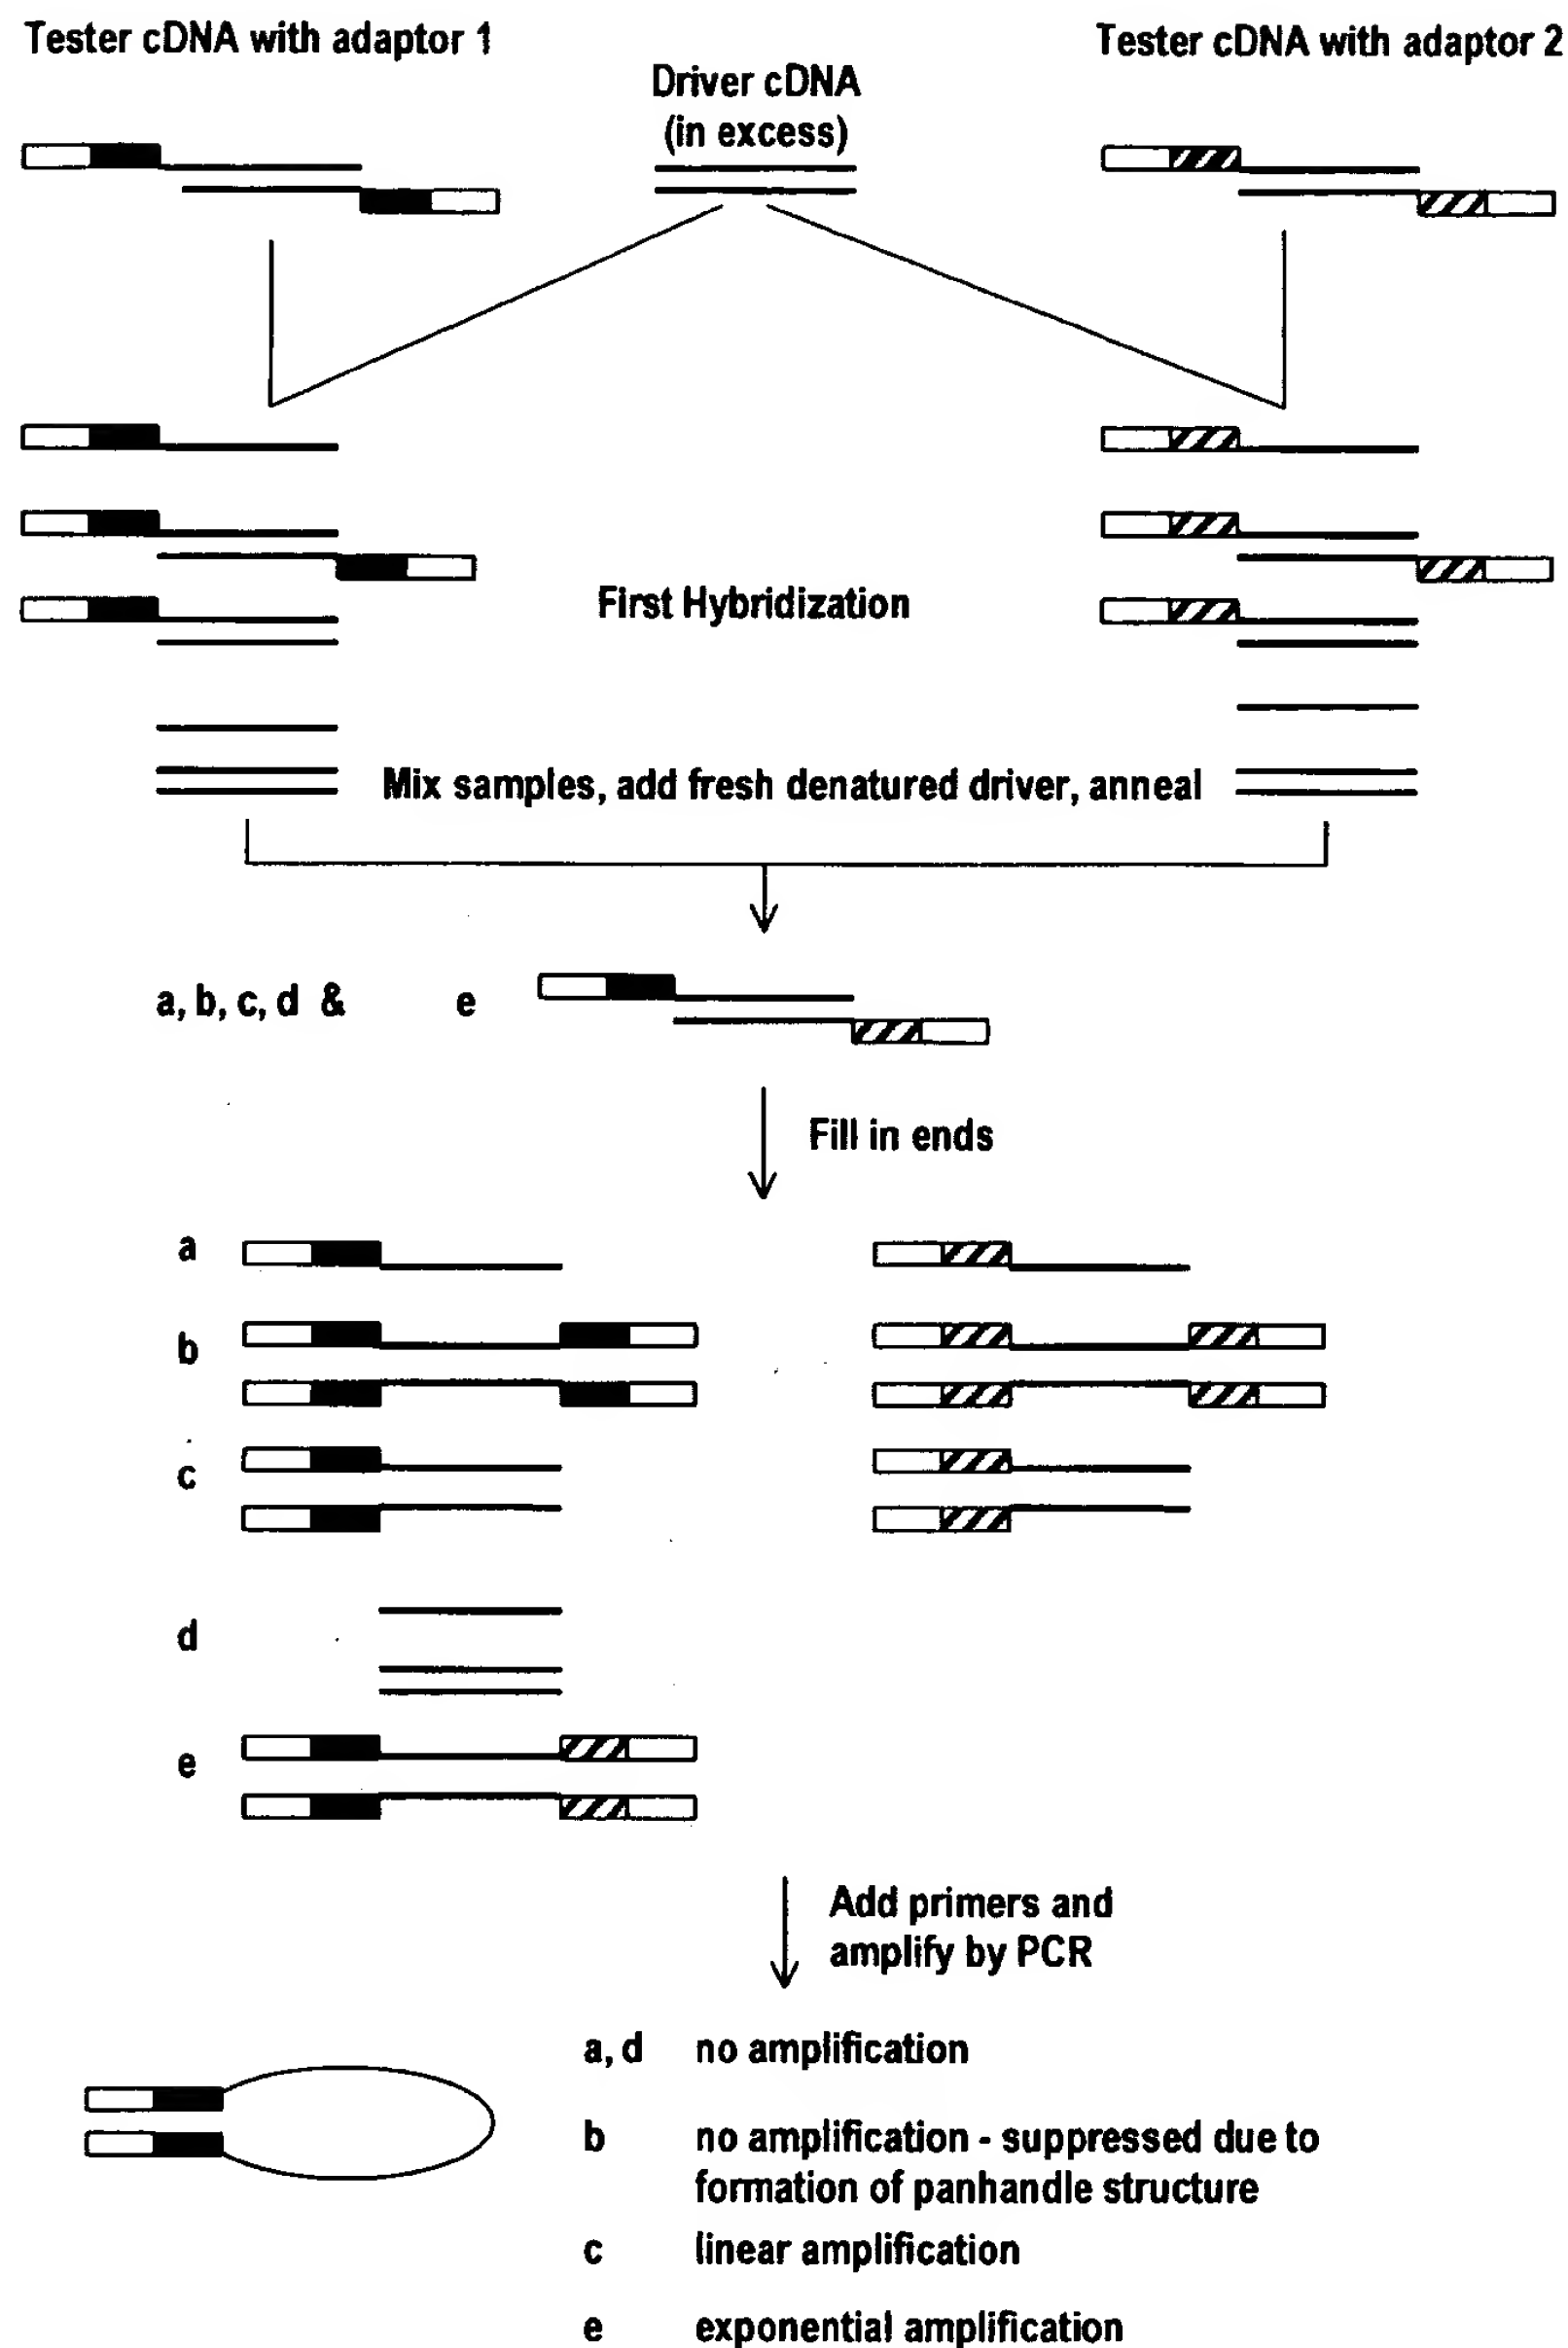 Tester cDNA with adaptor 1
Tester cDNA with adaptor 2
Driver cDNA
(in excess)
First Hybridization
Mix samples, add fresh denatured driver, anneal
a, b, c, d & e
Fill in ends
a
b
c
d
e
Add primers and
amplify by PCR
a, d no amplification
b no amplification - suppressed due to
formation of panhandle structure
c linear amplification
e exponential amplification